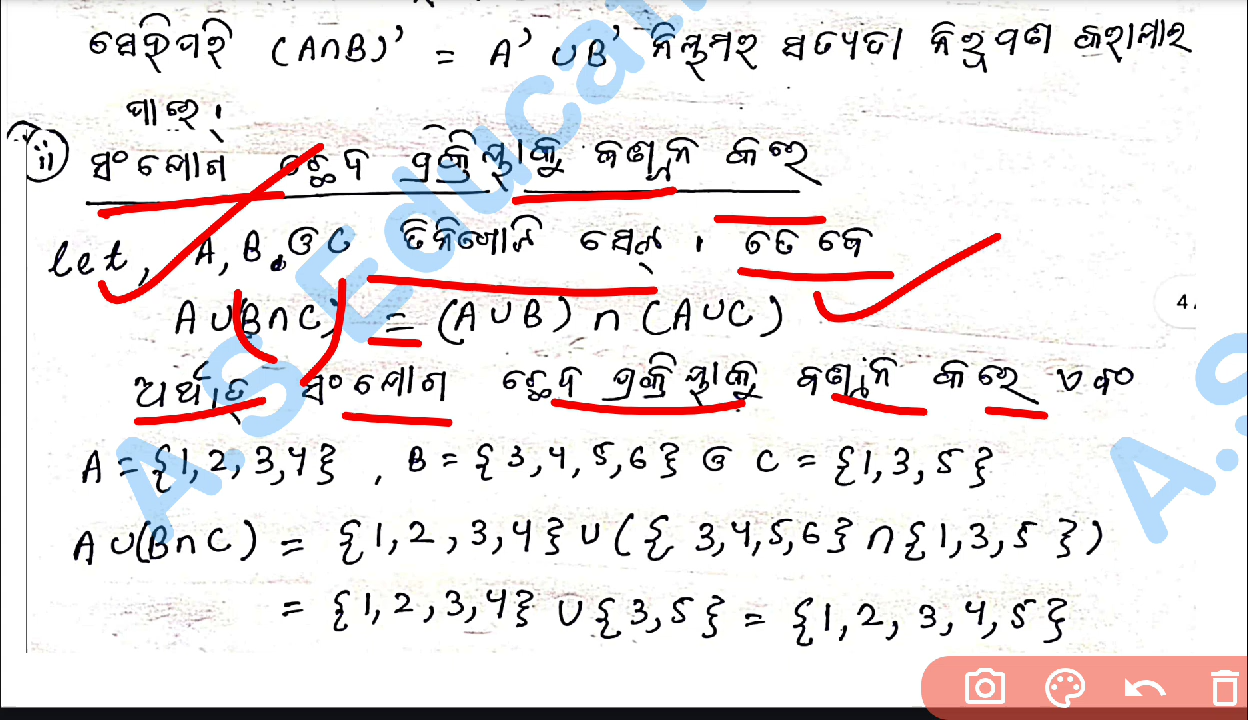 ସେହିପରି (A∩B)' = A' ∪ B' ନିୟମର ସତ୍ୟତା ନିରୂପଣ କରାଯାଇ
ପାରେ।
ii) ସଂଯୋଗ ଛେଦ ପ୍ରକ୍ରିୟାକୁ ବଣ୍ଟନ କରେ
let, A, B ଓ C ତିନିଗୋଟି ସେଟ୍ । ତେବେ
A∪(B∩C) = (A∪B) ∩ (A∪C)
ଅର୍ଥାତ୍ ସଂଯୋଗ ଛେଦ ପ୍ରକ୍ରିୟାକୁ ବଣ୍ଟନ କରେ
A = {1, 2, 3, 4}, B = {3, 4, 5, 6} ଓ C = {1, 3, 5}
A∪(B∩C) = {1, 2, 3, 4} ∪ ({3, 4, 5, 6} ∩ {1, 3, 5})
= {1, 2, 3, 4} ∪ {3, 5} = {1, 2, 3, 4, 5}
A.S Educat
A.S
4